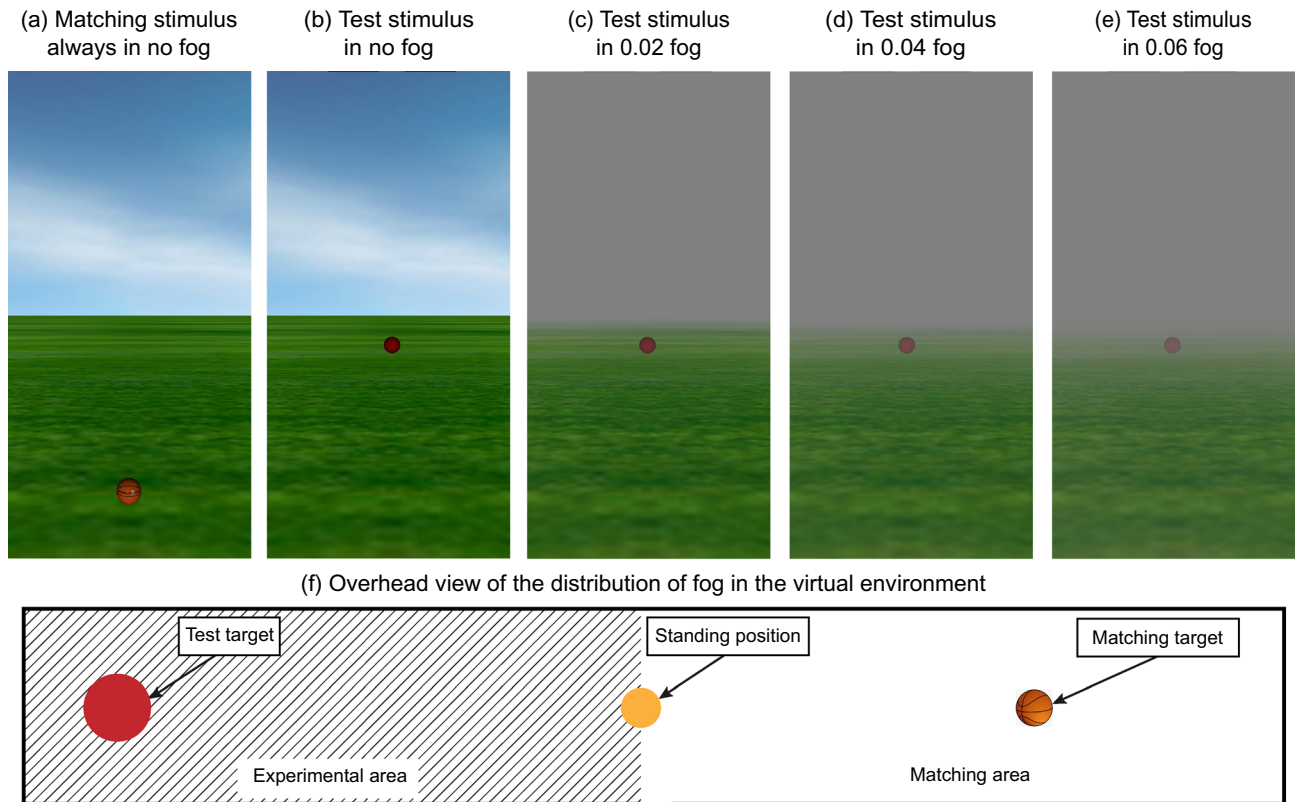 (a) Matching stimulus
always in no fog
(b) Test stimulus
in no fog
(c) Test stimulus
in 0.02 fog
(d) Test stimulus
in 0.04 fog
(e) Test stimulus
in 0.06 fog
(f) Overhead view of the distribution of fog in the virtual environment
Test target
Standing position
Matching target
Experimental area
Matching area